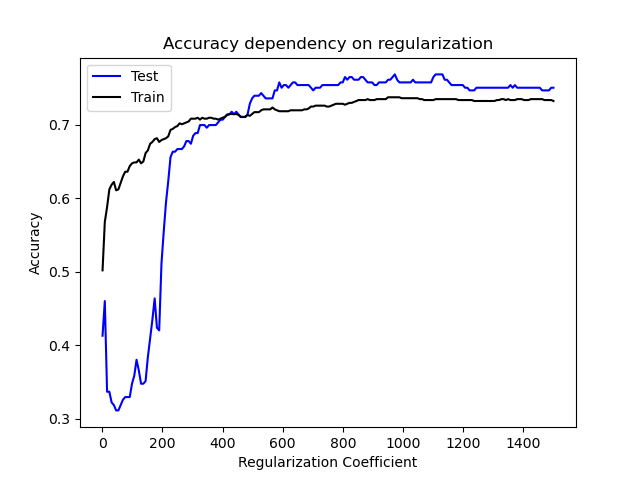 Accuracy dependency on regularization
Test
Train
0.7
0.6
0.5
0.4
0.3
Accuracy
0 200 400 600 800 1000 1200 1400
Regularization Coefficient